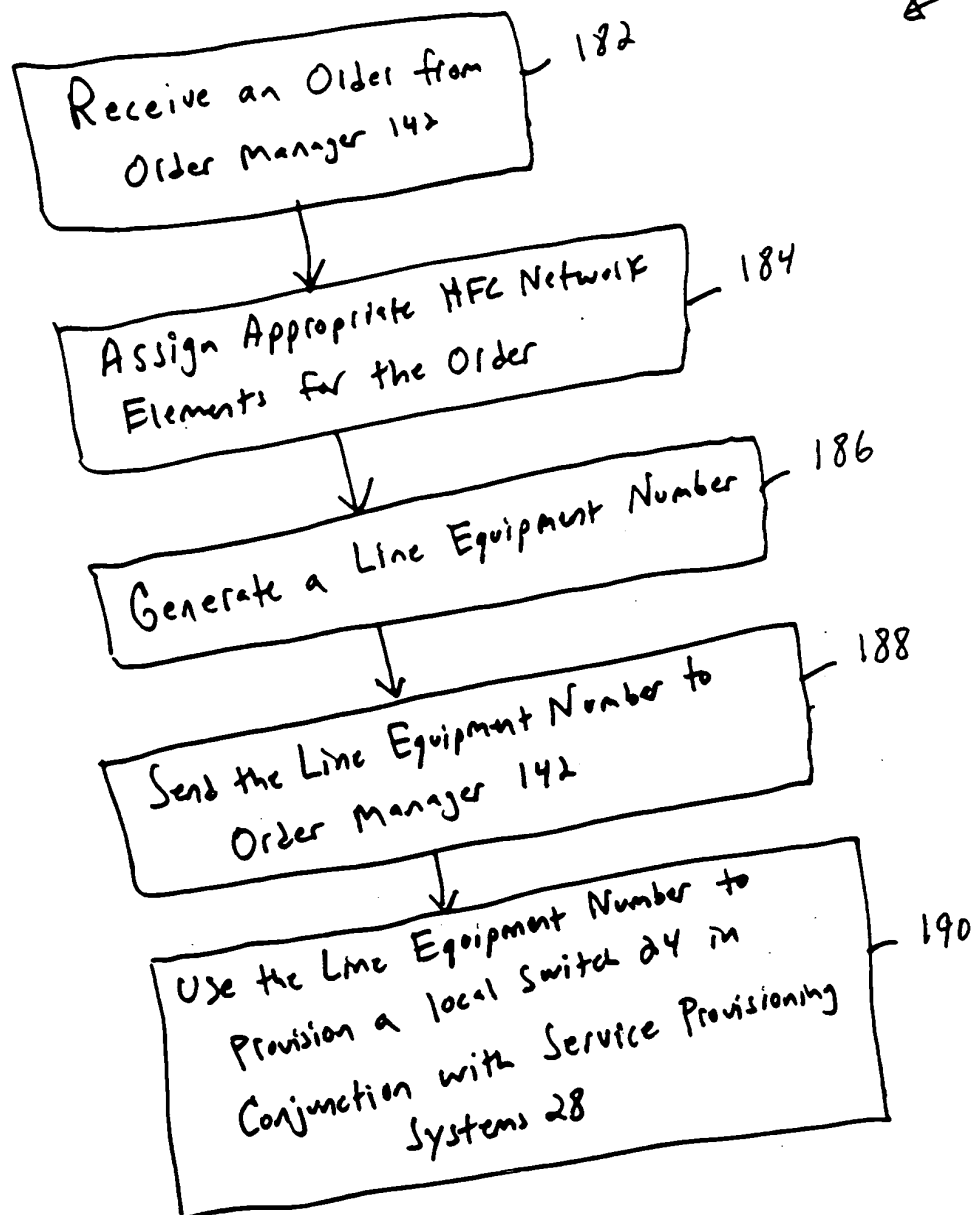 182
Receive an Order from
Order Manager 142
184
Assign Appropriate HFC Network
Elements for the Order
186
Generate a Line Equipment Number
188
Send the Line Equipment Number to
Order Manager 142
190
Use the Line Equipment Number to
Provision a local switch 24 in
Conjunction with Service Provisioning
Systems 28